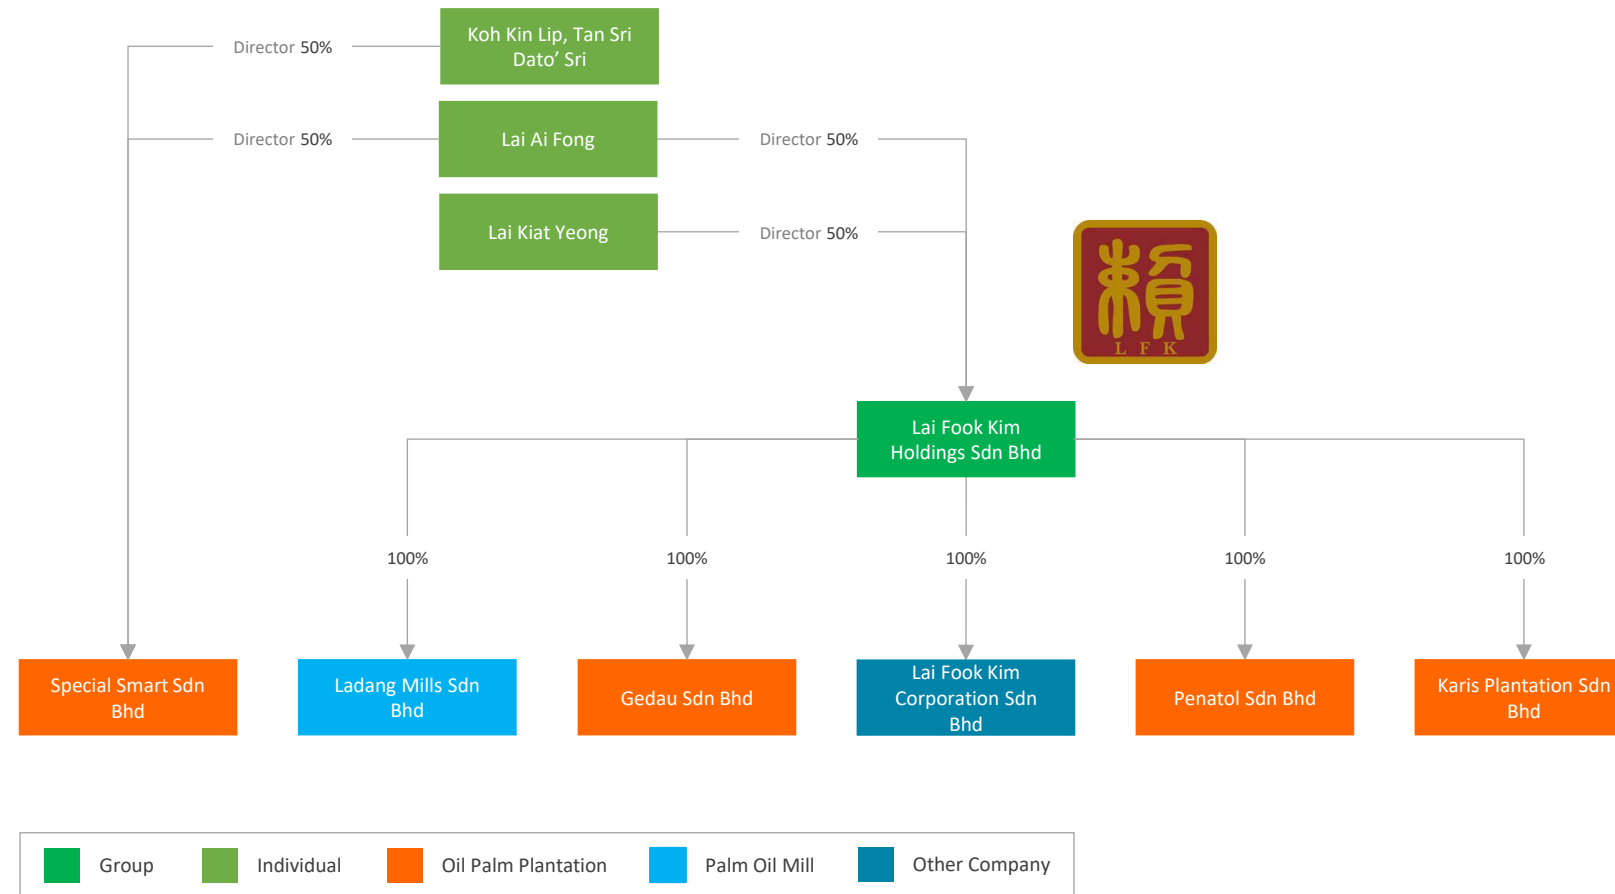 Koh Kin Lip, Tan Sri
Dato’ Sri
Director 50%
Lai Ai Fong
Director 50%
Director 50%
Lai Kiat Yeong
Director 50%
賴
L F K
Lai Fook Kim
Holdings Sdn Bhd
100%
100%
100%
100%
100%
Special Smart Sdn
Bhd
Ladang Mills Sdn
Bhd
Gedau Sdn Bhd
Lai Fook Kim
Corporation Sdn
Bhd
Penatol Sdn Bhd
Karis Plantation Sdn
Bhd
Group
Individual
Oil Palm Plantation
Palm Oil Mill
Other Company